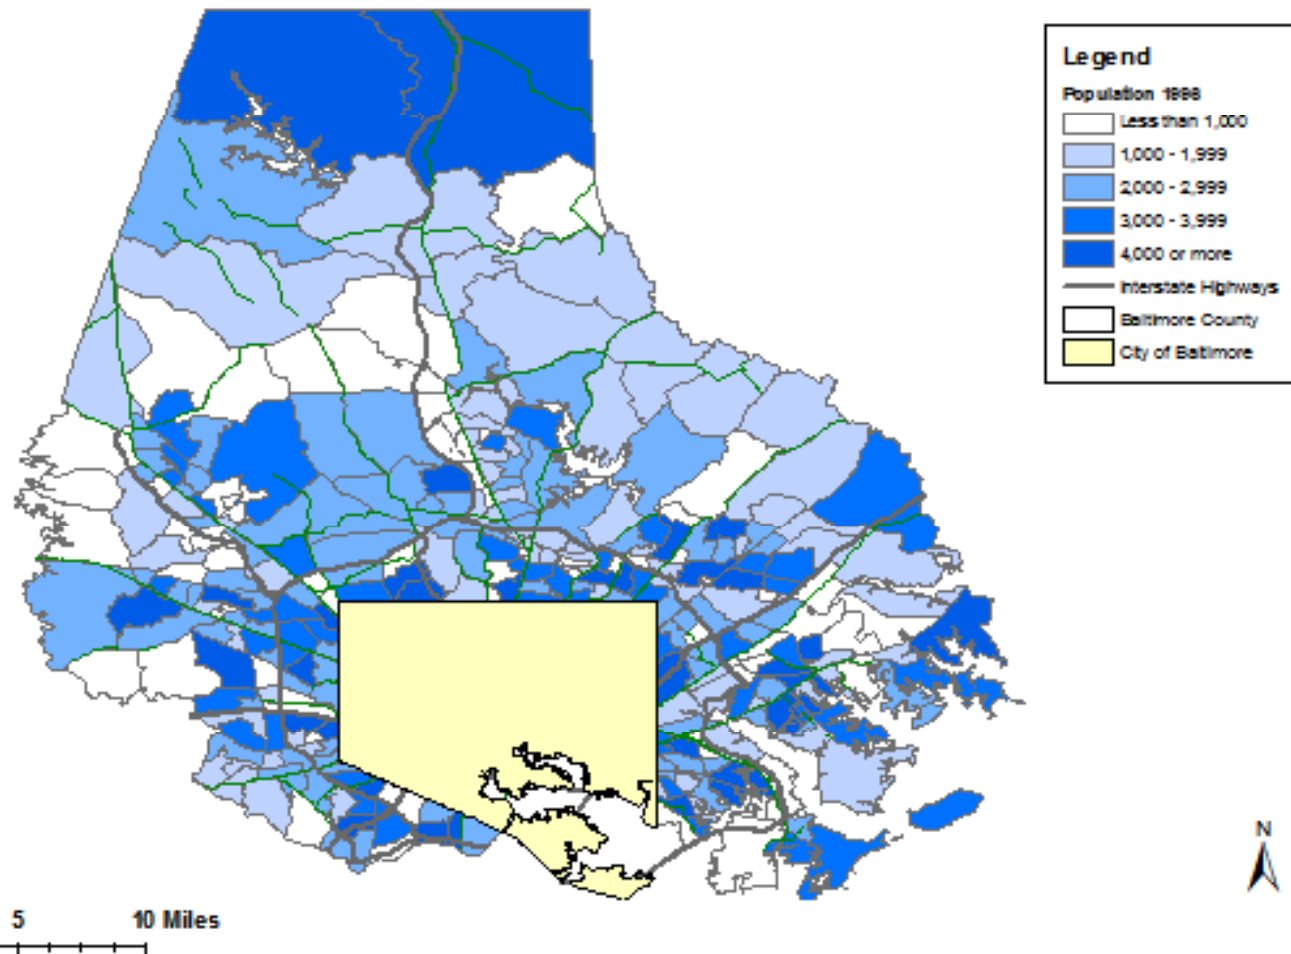 Legend
Population 1998
Less than 1,000
1,000 - 1,999
2,000 - 2,999
3,000 - 3,999
4,000 or more
Interstate Highways
Baltimore County
City of Baltimore
N
5 10 Miles